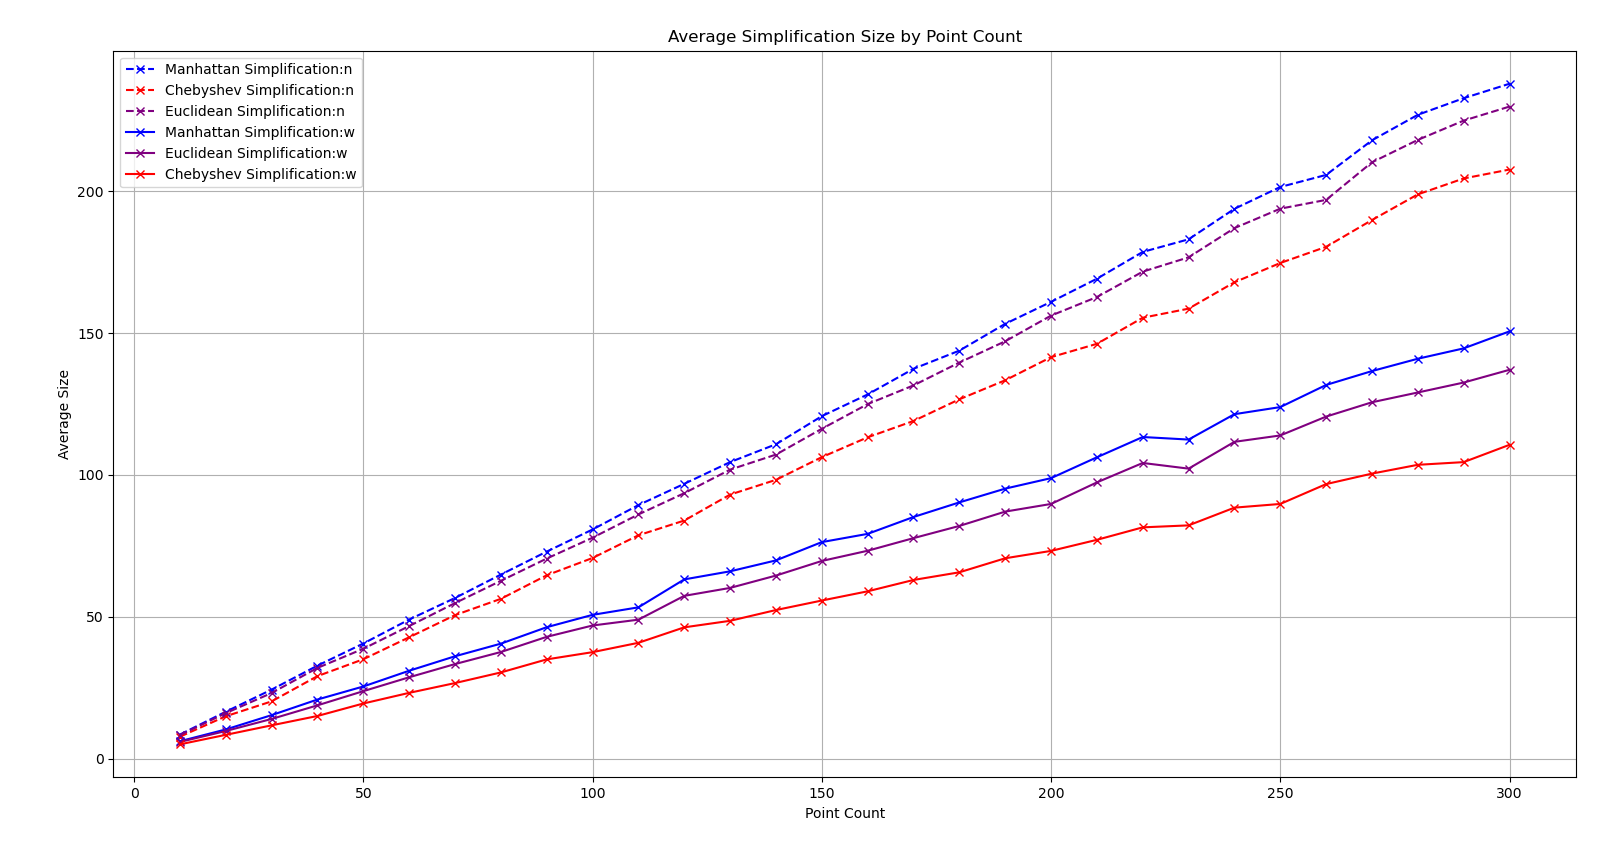 Average Simplification Size by Point Count
Manhattan Simplification:n
Chebyshev Simplification:n
Euclidean Simplification:n
Manhattan Simplification:w
Euclidean Simplification:w
Chebyshev Simplification:w
200
150
100
50
0
Average Size
0 50 100 150 200 250 300
Point Count